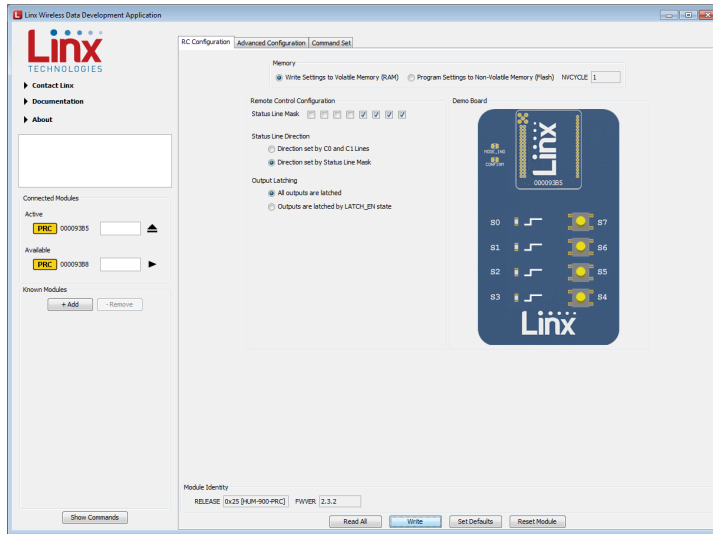 Linx Wireless Data Development Application
Linx
TECHNOLOGIES
Contact Linx
Documentation
About
Connected Modules
Active
PRC 000093B5
Available
PRC 000093B8
Known Modules
+ Add - Remove
Show Commands
RC Configuration Advanced Configuration Command Set
Memory
Write Settings to Volatile Memory (RAM) Program Settings to Non-Volatile Memory (Flash) NVCYCLE 1
Remote Control Configuration
Status Line Mask
Status Line Direction
Direction set by C0 and C1 Lines
Direction set by Status Line Mask
Output Latching
All outputs are latched
Outputs are latched by LATCH_EN state
Demo Board
Linx
MODE_IND
CONFIRM
000093B5
S0 S7
S1 S6
S2 S5
S3 S4
Linx
Module Identity
RELEASE 0x25 [HUM-900-PRC] FWVER 2.3.2
Read All Write Set Defaults Reset Module